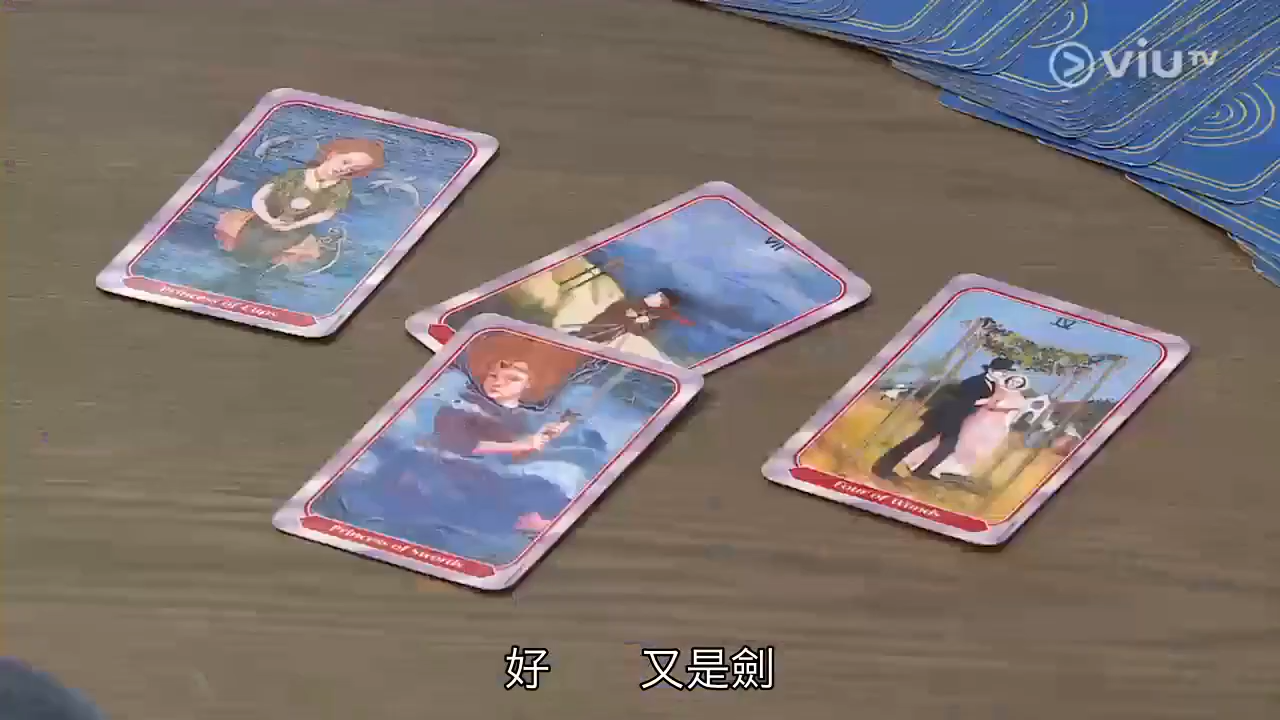 viuTV
Princess of Cups
VII
IV
Princess of Swords
Four of Wands
好 又是劍